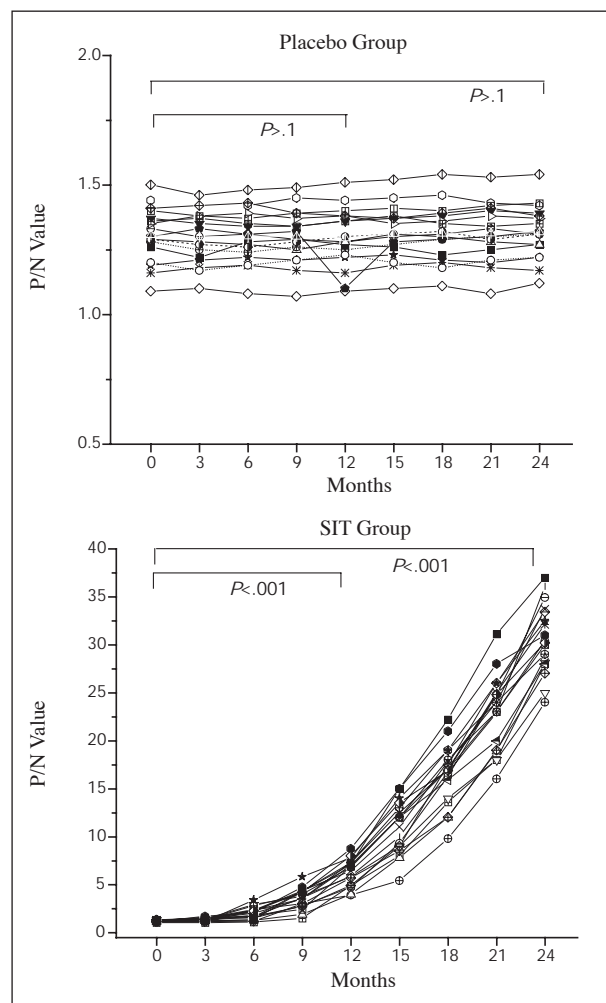 Placebo Group
2.0
P>.1
P>.1
1.5
P/N Value
1.0
0.5
0 3 6 9 12 15 18 21 24
Months
SIT Group
40
P<.001
P<.001
35
30
25
P/N Value
20
15
10
5
0
0 3 6 9 12 15 18 21 24
Months